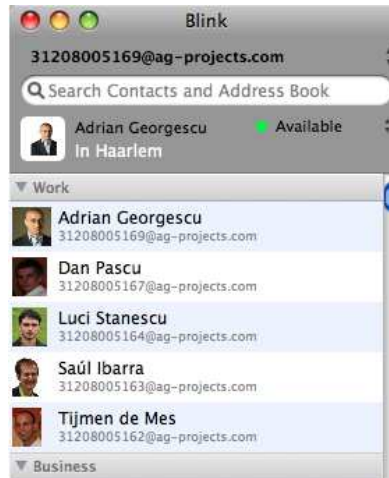 Blink
31208005169@ag-projects.com
Search Contacts and Address Book
Adrian Georgescu
Available
In Haarlem
Work
Adrian Georgescu
31208005169@ag-projects.com
Dan Pascu
31208005167@ag-projects.com
Luci Stanescu
31208005164@ag-projects.com
Saúl Ibarra
31208005163@ag-projects.com
Tijmen de Mes
31208005162@ag-projects.com
Business